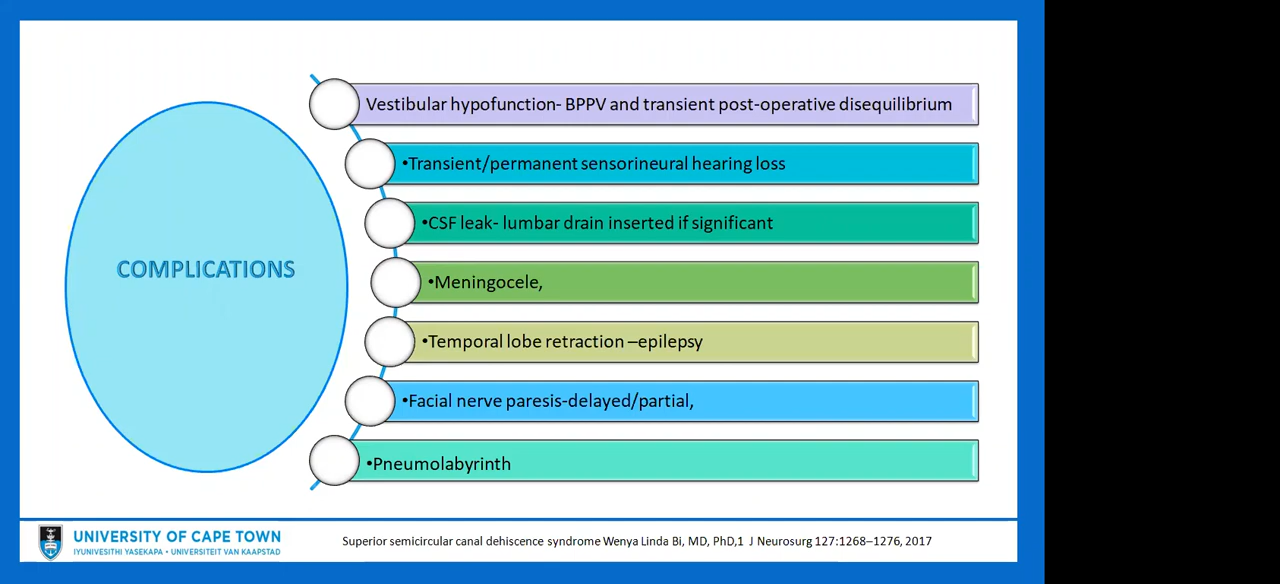 COMPLICATIONS
Vestibular hypofunction- BPPV and transient post-operative disequilibrium
•Transient/permanent sensorineural hearing loss
•CSF leak- lumbar drain inserted if significant
•Meningocele,
•Temporal lobe retraction –epilepsy
•Facial nerve paresis-delayed/partial,
•Pneumolabyrinth
UNIVERSITY OF CAPE TOWN
IYUNIVESITHI YASEKAPA • UNIVERSITEIT VAN KAAPSTAD
Superior semicircular canal dehiscence syndrome Wenya Linda Bi, MD, PhD,1 J Neurosurg 127:1268–1276, 2017